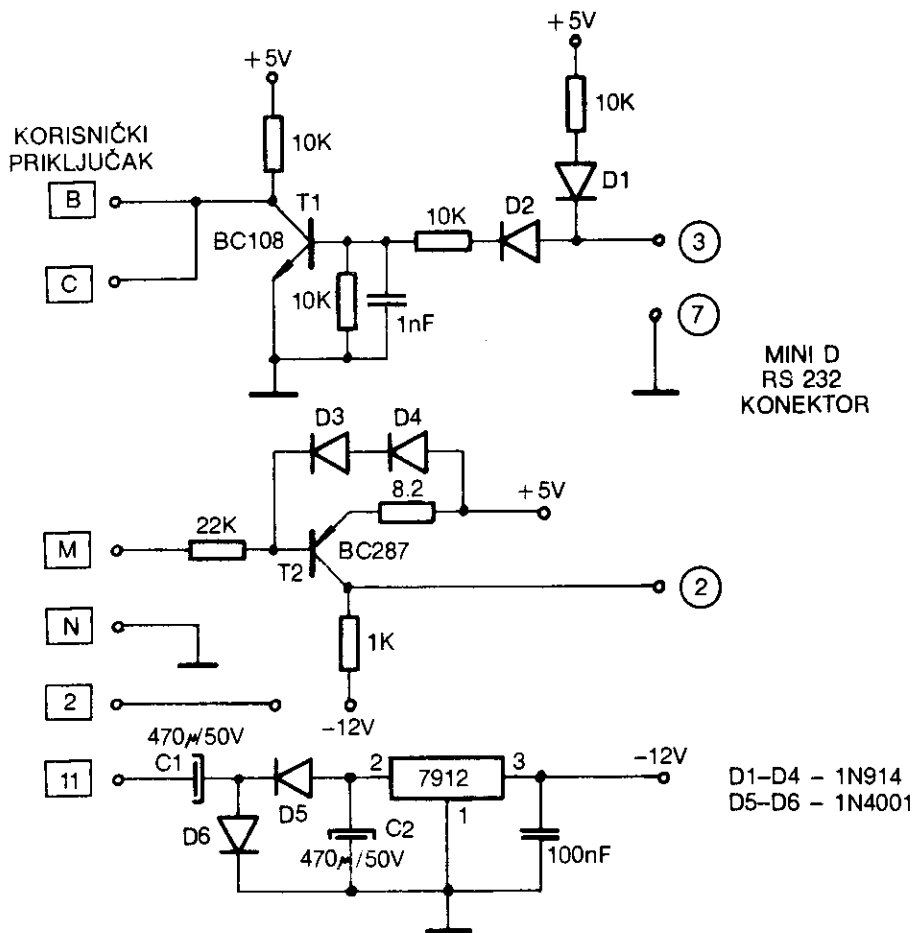 +5V
+5V
10K
10K
KORISNIČKI
PRIKLJUČAK
B
T1
D1
D2
10K
BC108
3
C
10K
1nF
7
MINI D
RS 232
KONEKTOR
D3
D4
8.2
+5V
22K
M
BC287
T2
2
N
1K
2
-12V
470µ/50V
C1
11
2
7912
3
-12V
1
D5
D6
C2
470µ/50V
100nF
D1-D4 - 1N914
D5-D6 - 1N4001